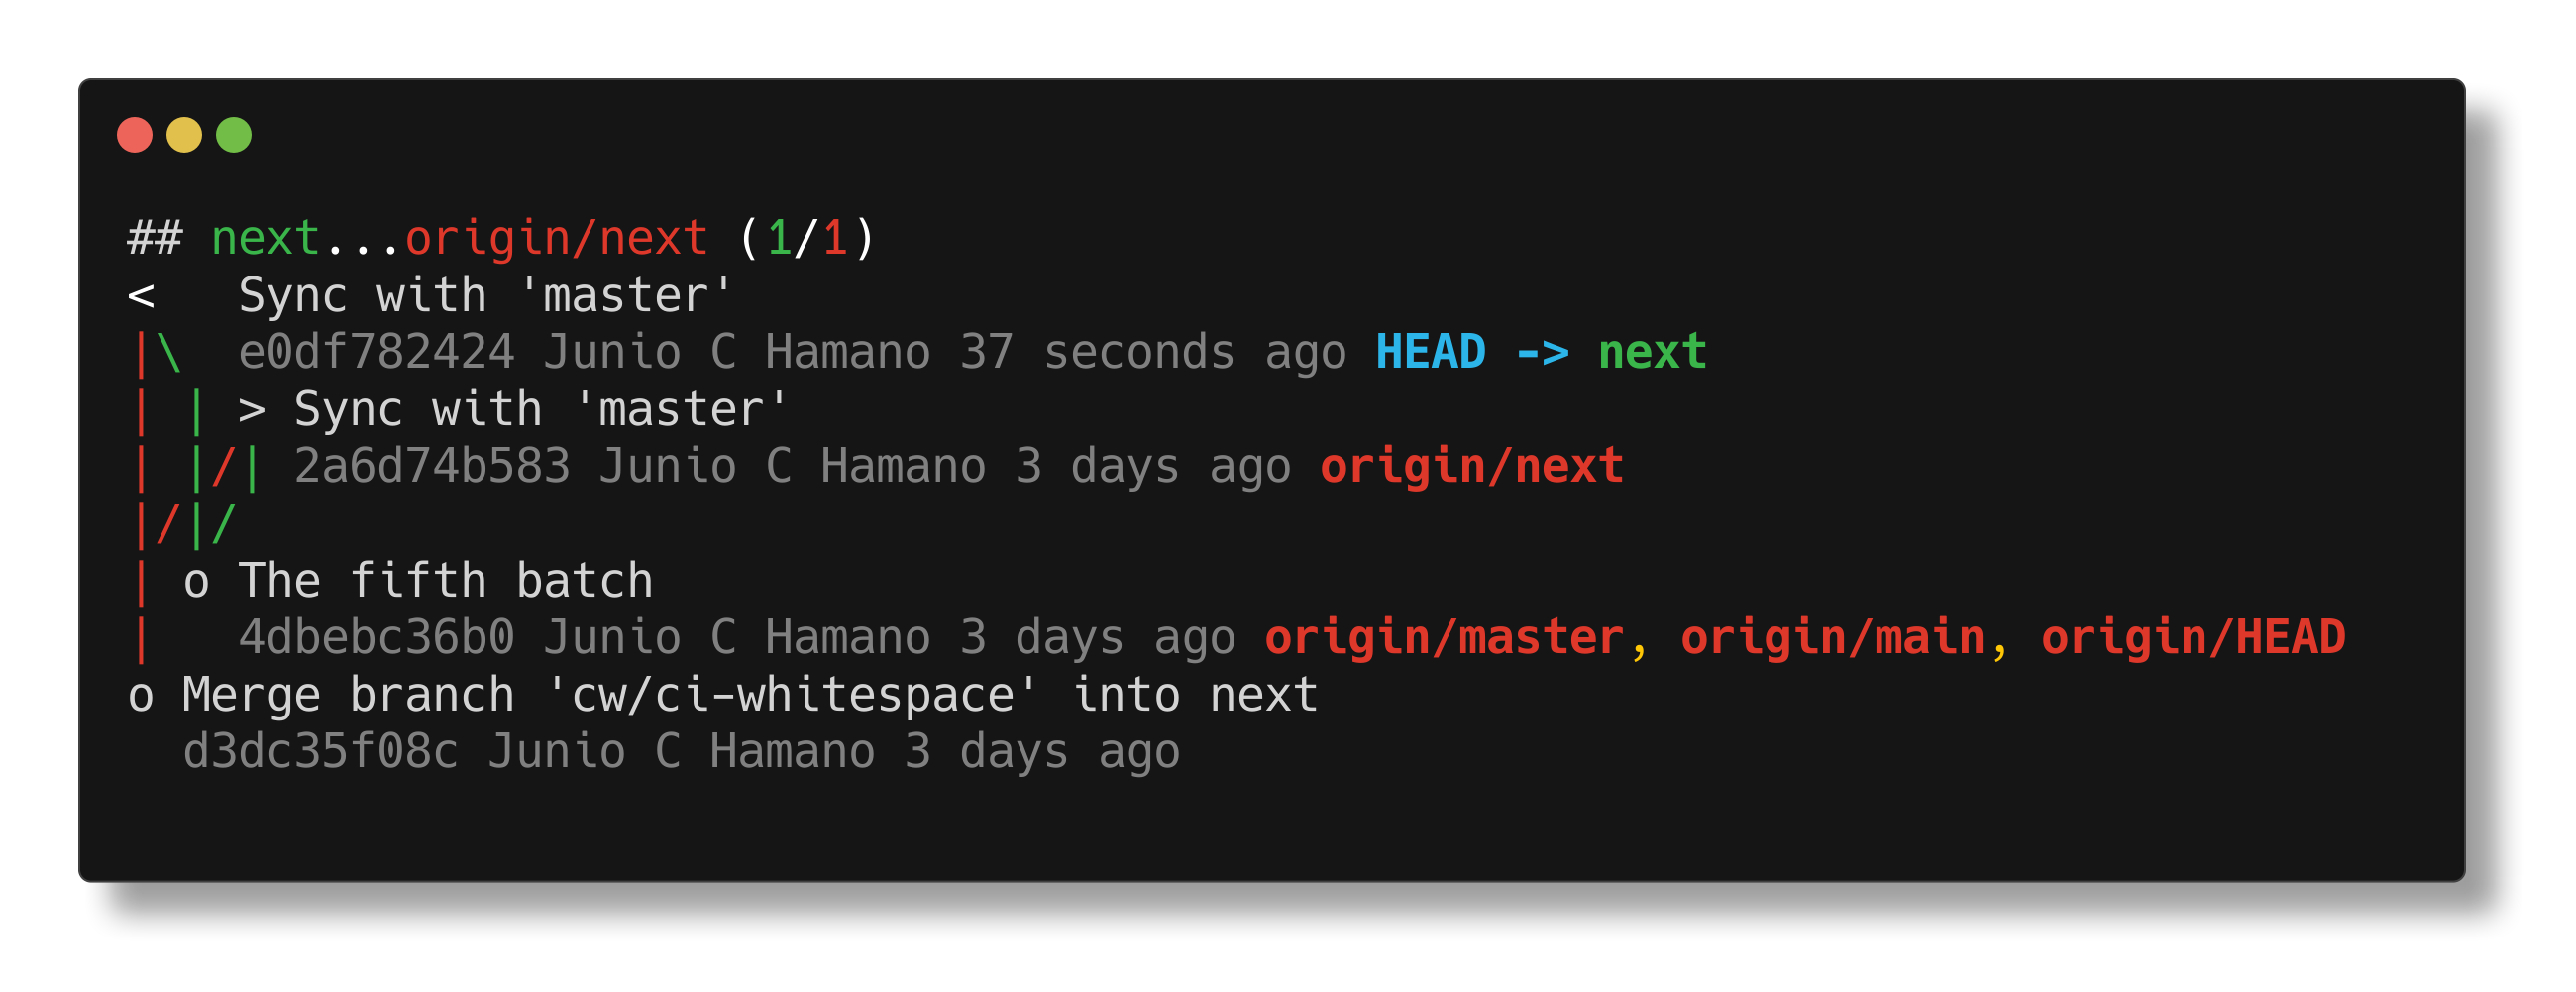 ## next...origin/next (1/1)
<   Sync with 'master'
|\  e0df782424 Junio C Hamano 37 seconds ago HEAD -> next
| | > Sync with 'master'
| |/| 2a6d74b583 Junio C Hamano 3 days ago origin/next
|/|/
| o The fifth batch
|   4dbebc36b0 Junio C Hamano 3 days ago origin/master, origin/main, origin/HEAD
o Merge branch 'cw/ci-whitespace' into next
  d3dc35f08c Junio C Hamano 3 days ago